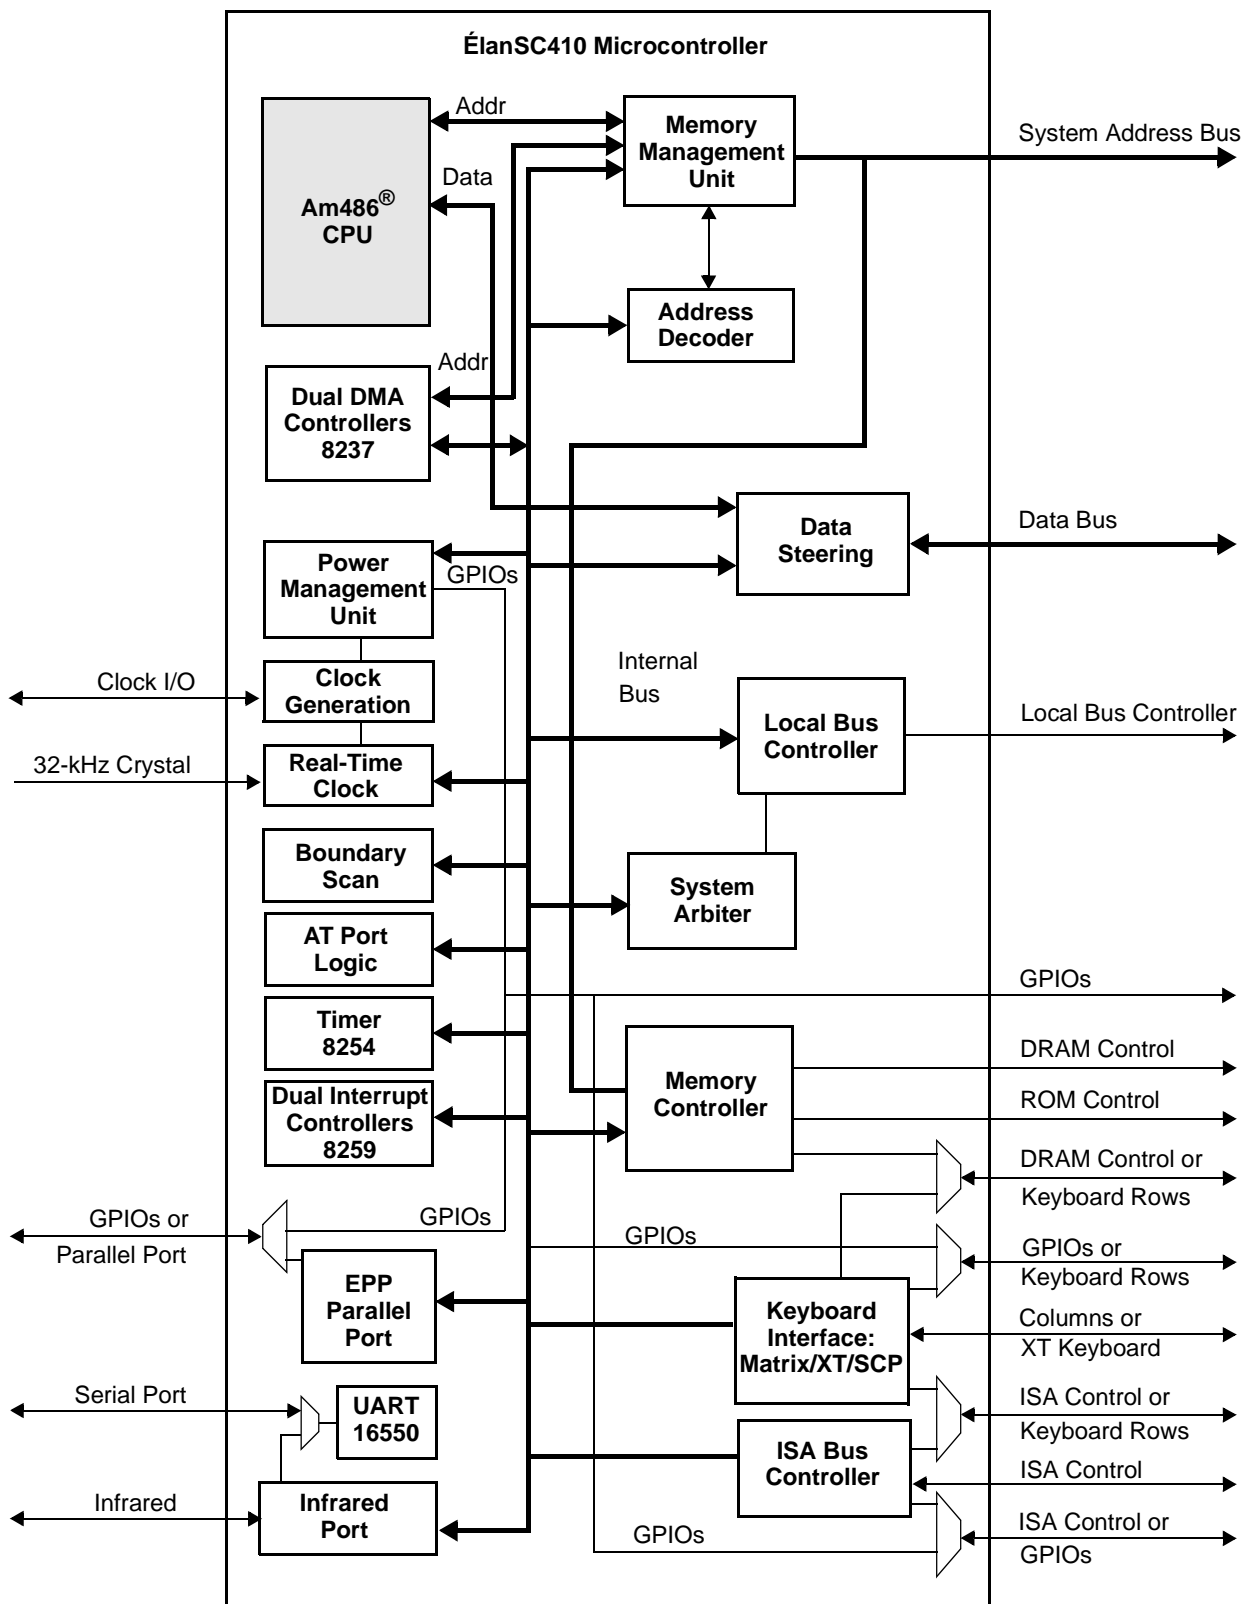 ÉlanSC410 Microcontroller
Addr
Memory
Management
Unit
System Address Bus
Data
Am486®
CPU
Address
Decoder
Addr
Dual DMA
Controllers
8237
Data
Steering
Data Bus
Power
Management
Unit
GPIOs
Internal
Bus
Clock I/O
Clock
Generation
Local Bus
Controller
Local Bus Controller
32-kHz Crystal
Real-Time
Clock
Boundary
Scan
System
Arbiter
AT Port
Logic
GPIOs
Timer
8254
DRAM Control
Memory
Controller
ROM Control
Dual Interrupt
Controllers
8259
DRAM Control or
Keyboard Rows
GPIOs or
Parallel Port
GPIOs
GPIOs
GPIOs or
Keyboard Rows
EPP
Parallel
Port
Keyboard
Interface:
Matrix/XT/SCP
Columns or
XT Keyboard
Serial Port
UART
16550
ISA Control or
Keyboard Rows
ISA Bus
Controller
ISA Control
Infrared
Infrared
Port
GPIOs
ISA Control or
GPIOs